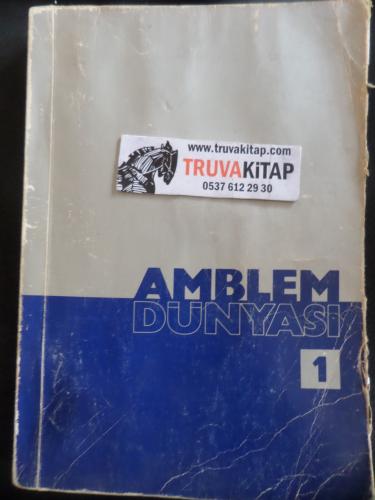 www.truvakitap.com
TRUVAKİTAP
0537 612 29 30
AMBLEM
DÜNYASI
1